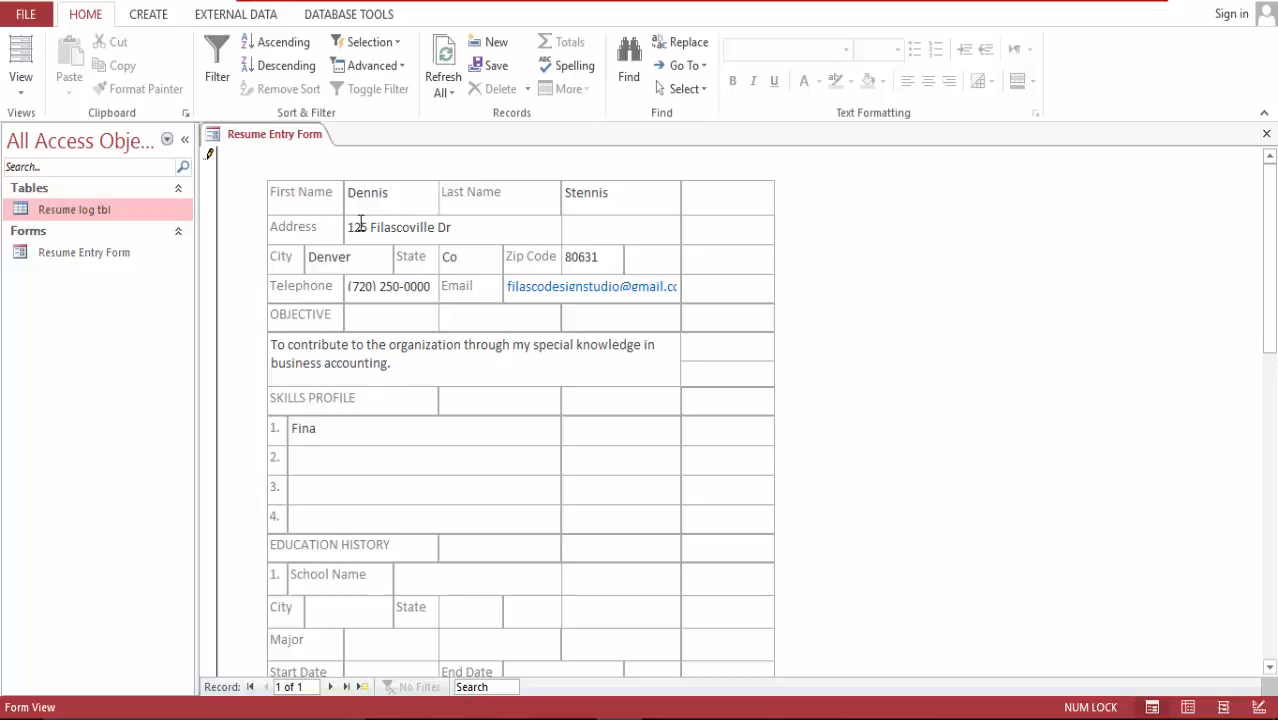 FILE HOME CREATE EXTERNAL DATA DATABASE TOOLS Sign in
View
Paste
Cut
Copy
Format Painter
Filter
Ascending
Descending
Remove Sort
Selection
Advanced
Toggle Filter
Refresh
All
New
Save
Delete
Totals
Spelling
More
Find
Replace
Go To
Select
Views Clipboard Sort & Filter Records Find Text Formatting
All Access Obje...
Search...
Tables
Resume log tbl
Forms
Resume Entry Form
Resume Entry Form
First Name Dennis Last Name Stennis
Address 125 Filascoville Dr
City Denver State Co Zip Code 80631
Telephone (720) 250-0000 Email filascodesignstudio@gmail.cc
OBJECTIVE
To contribute to the organization through my special knowledge in
business accounting.
SKILLS PROFILE
1. Fina
2.
3.
4.
EDUCATION HISTORY
1. School Name
City State
Major
Start Date End Date
Record: 1 of 1 No Filter Search
Form View NUM LOCK